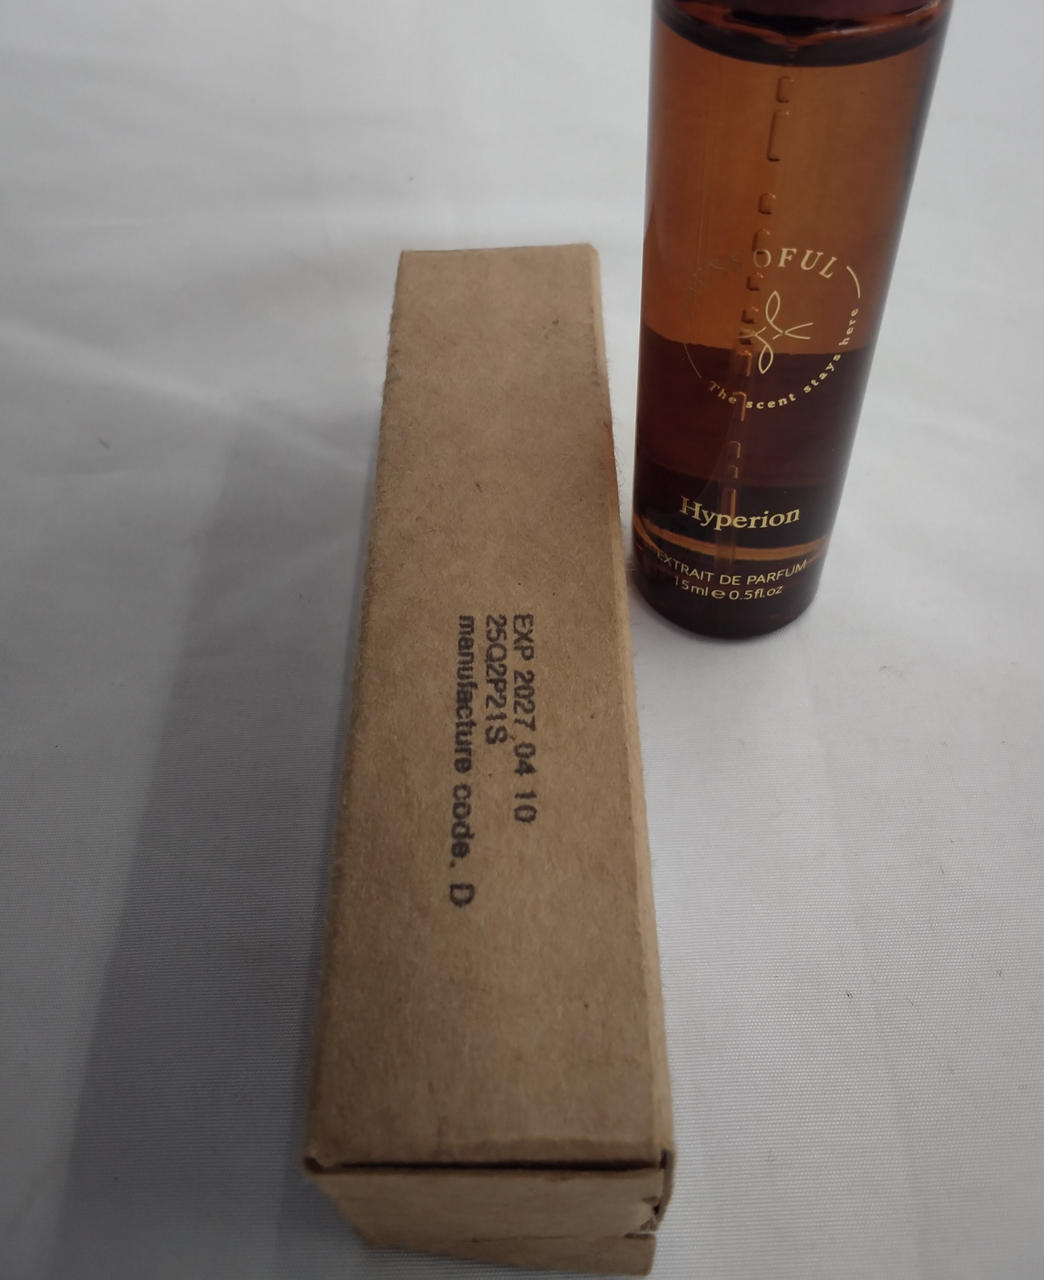 EXP 2027 04 10
25Q2P21S
manufacture code. D
The scent stays here
Hyperion
EXTRAIT DE PARFUM
15ml e 0.5fl.oz